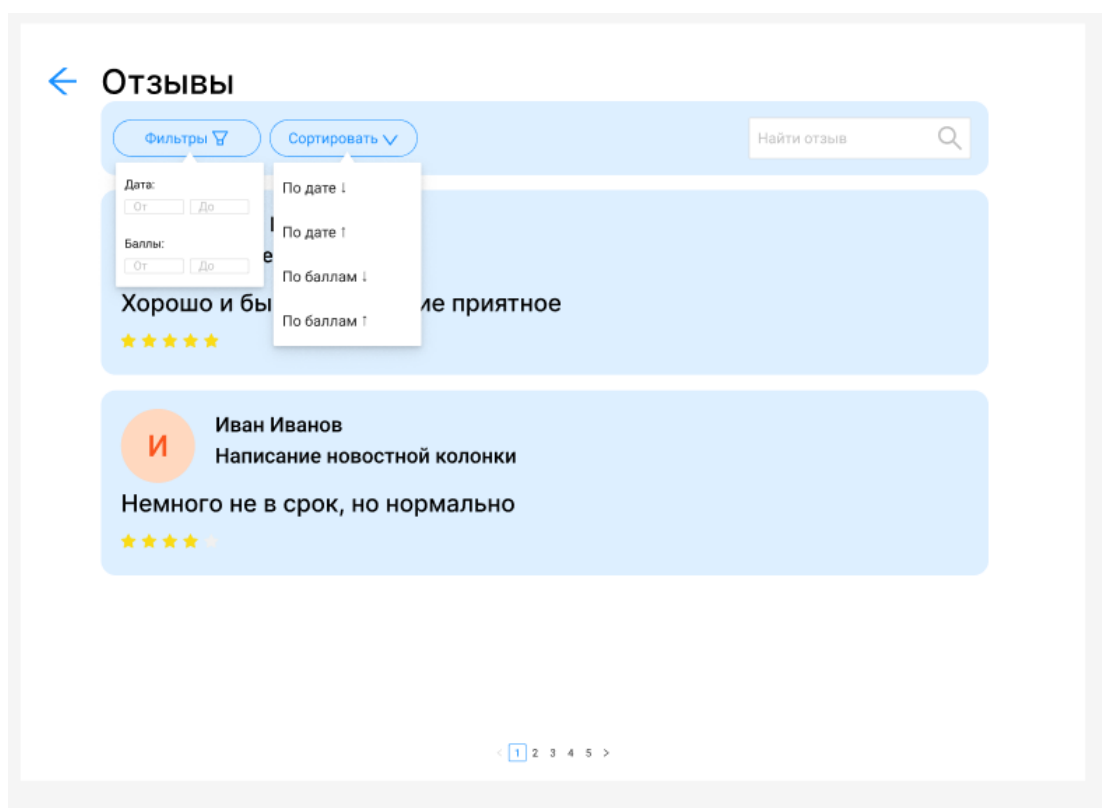 Отзывы
Фильтры
Сортировать
Найти отзыв
Дата:
От До
Баллы:
От До
По дате ↓
По дате ↑
По баллам ↓
По баллам ↑
Хорошо и бы ие приятное
И
Иван Иванов
Написание новостной колонки
Немного не в срок, но нормально
< 1 2 3 4 5 >